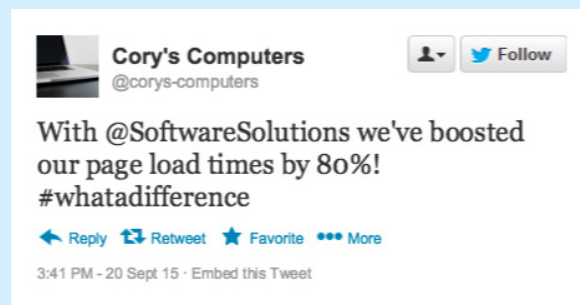 Cory's Computers
@corys-computers
Follow
With @SoftwareSolutions we've boosted
our page load times by 80%!
#whatadifference
Reply Retweet Favorite More
3:41 PM - 20 Sept 15 · Embed this Tweet